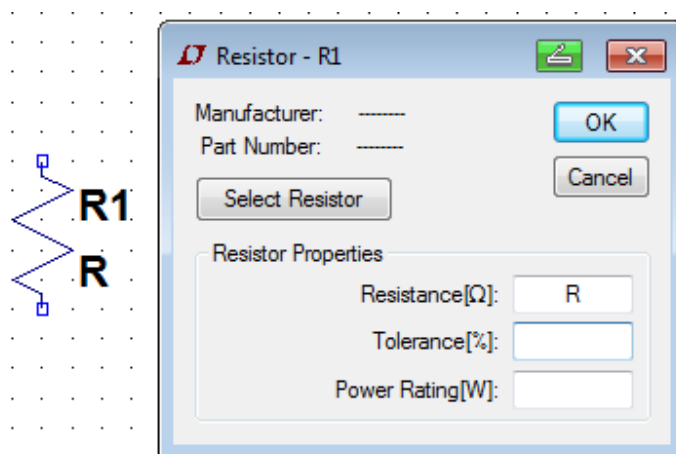 Resistor - R1
Manufacturer: --------
Part Number: --------
OK
Cancel
Select Resistor
R1
R
Resistor Properties
Resistance[Ω]: R
Tolerance[%]:
Power Rating[W]: